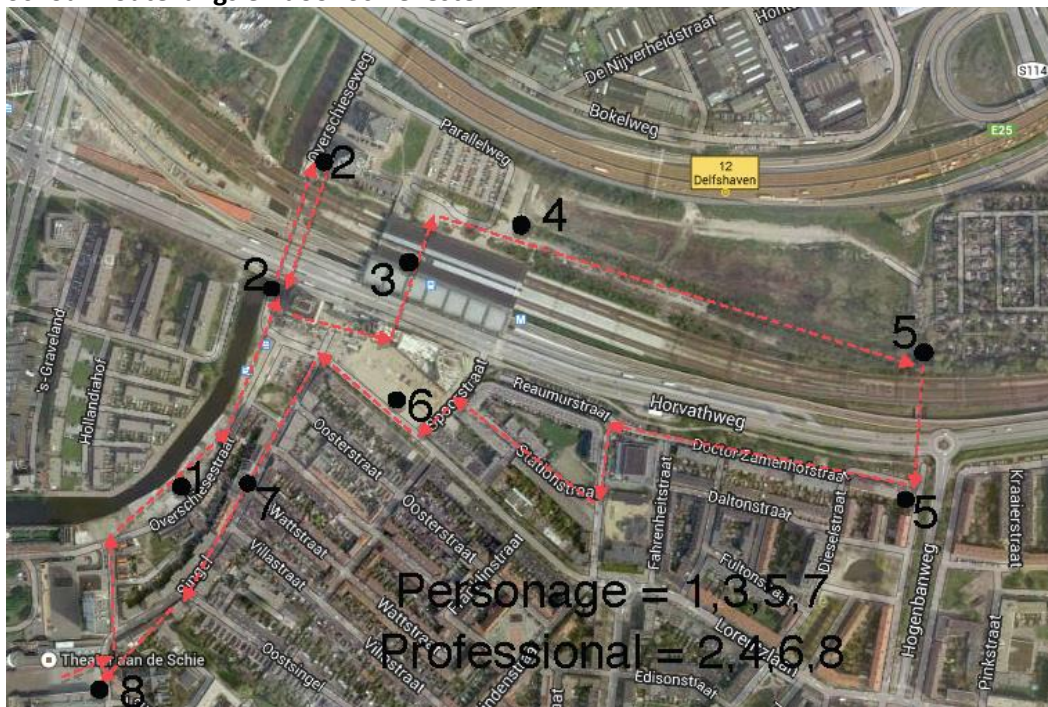 Overschieseweg
Parallelweg
De Nijverheidstraat
Bokelweg
S114
E25
12
Delfshaven
2
4
3
2
5
's-Graveland
Hollandiahof
M
6
Spoorstraat
Reaumurstraat
Horvathweg
Stationstraat
Doctor Zamenhofstraat
Oosterstraat
1
Overschiesestraat
7
Wattstraat
Oosterstraat
Fahrenheitstraat
Daltonstraat
Dieselstraat
5
Kraaierstraat
Singel
Villastraat
Franklinstraat
Fultonstraat
Hogenbanweg
Personage = 1,3,5,7
Wattstraat
Lorentzlaan
Professional = 2,4,6,8
Theater aan de Schie
Oostsingel
Villastraat
Edisonstraat
Pinkstraat
8